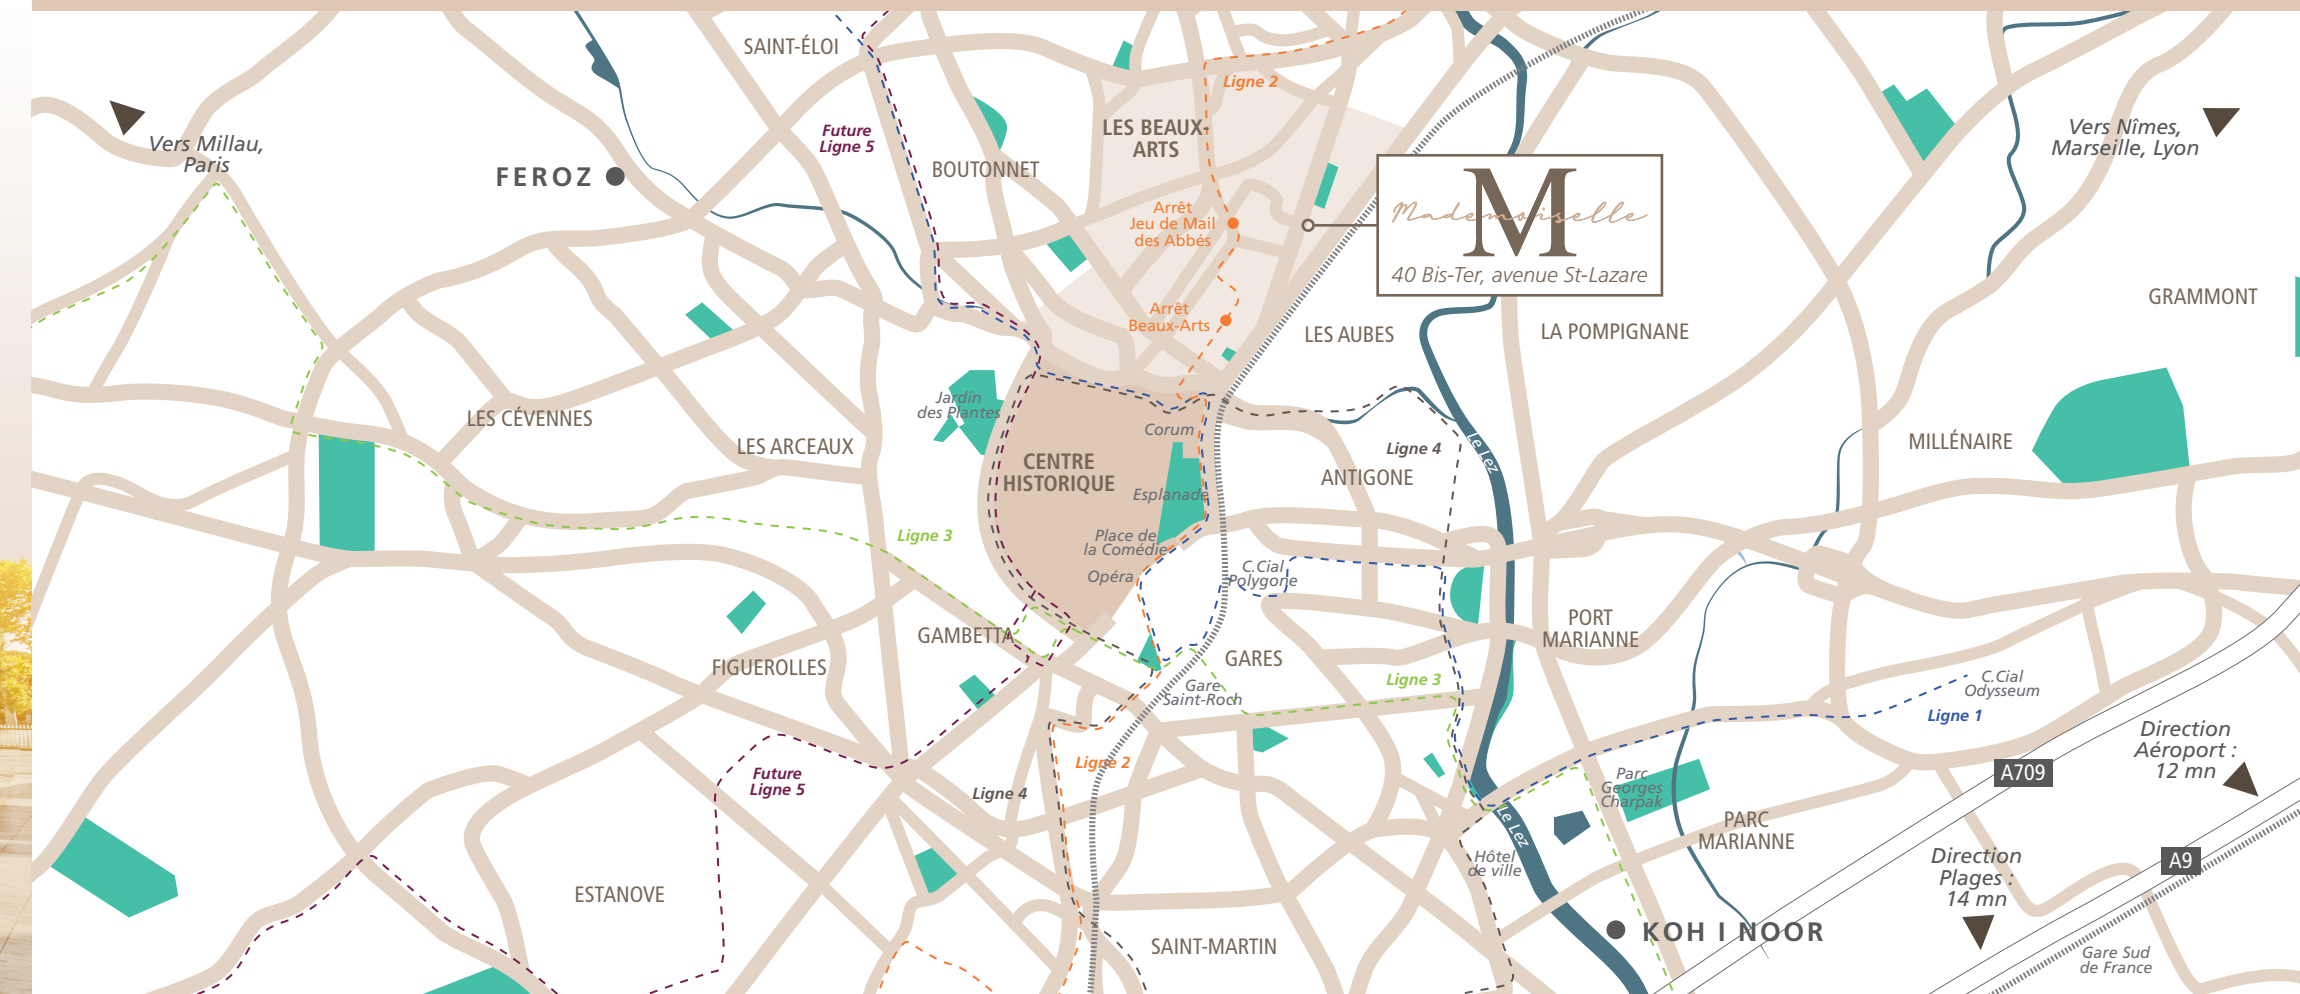 SAINT-ÉLOI
Ligne 2
Vers Millau,
Paris
FEROZ
Future
Ligne 5
BOUTONNET
LES BEAUX-
ARTS
Vers Nîmes,
Marseille, Lyon
M
Mademoiselle
40 Bis-Ter, avenue St-Lazare
Arrêt
Jeu de Mail
des Abbés
Arrêt
Beaux-Arts
LES AUBES
LA POMPIGNANE
GRAMMONT
LES CÉVENNES
LES ARCEAUX
Jardin
des Plantes
Corum
CENTRE
HISTORIQUE
Esplanade
Place de
la Comédie
Opéra
ANTIGONE
Ligne 4
Le Lez
MILLÉNAIRE
Ligne 3
C.Cial
Polygone
GAMBETTA
FIGUEROLLES
GARES
Gare
Saint-Roch
Ligne 3
PORT
MARIANNE
C.Cial
Odysseum
Ligne 1
Future
Ligne 5
Ligne 4
Ligne 2
Parc
Georges
Charpak
Le Lez
Hôtel
de ville
PARC
MARIANNE
A709
Direction
Aéroport :
12 mn
A9
Direction
Plages :
14 mn
ESTANOVE
SAINT-MARTIN
KOH I NOOR
Gare Sud
de France